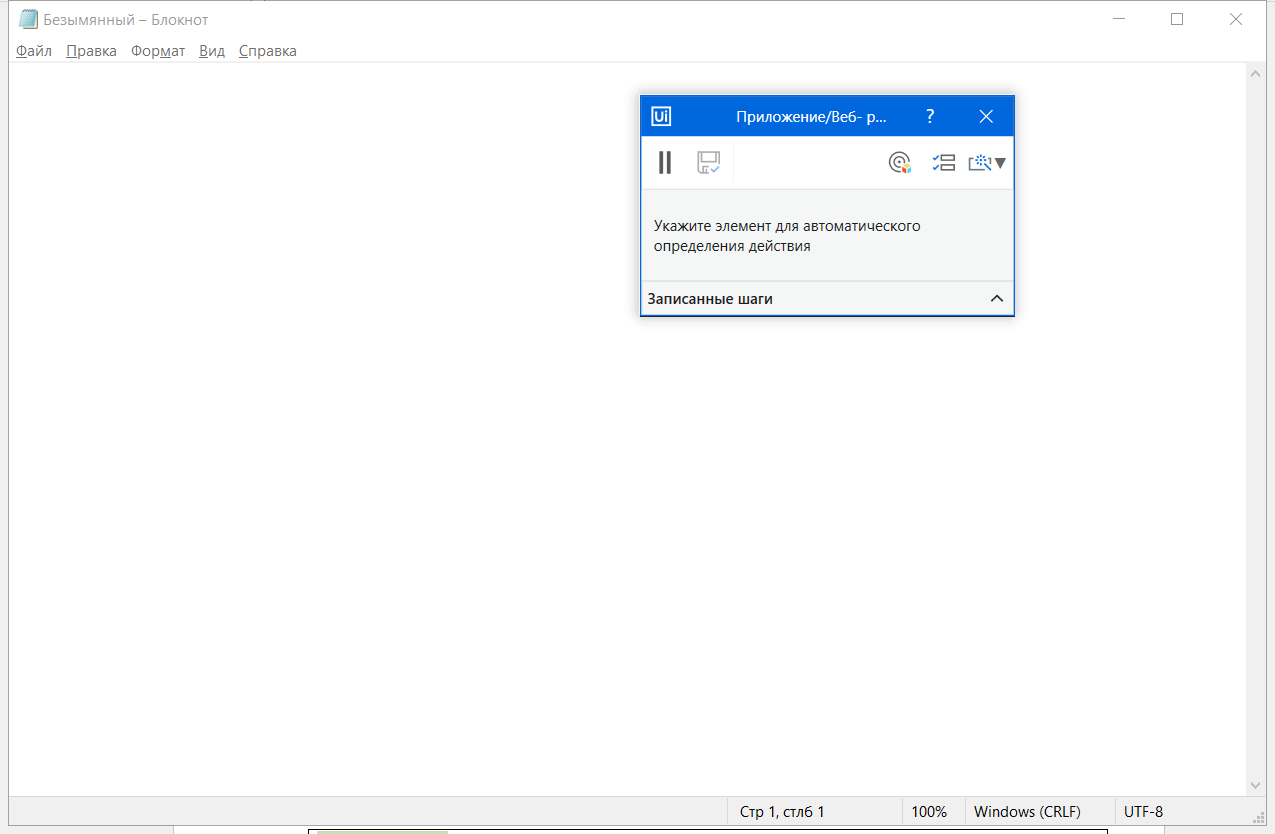 Безымянный – Блокнот
Файл Правка Формат Вид Справка
Ui Приложение/Веб- р... ?
Укажите элемент для автоматического
определения действия
Записанные шаги
Стр 1, стлб 1 100% Windows (CRLF) UTF-8